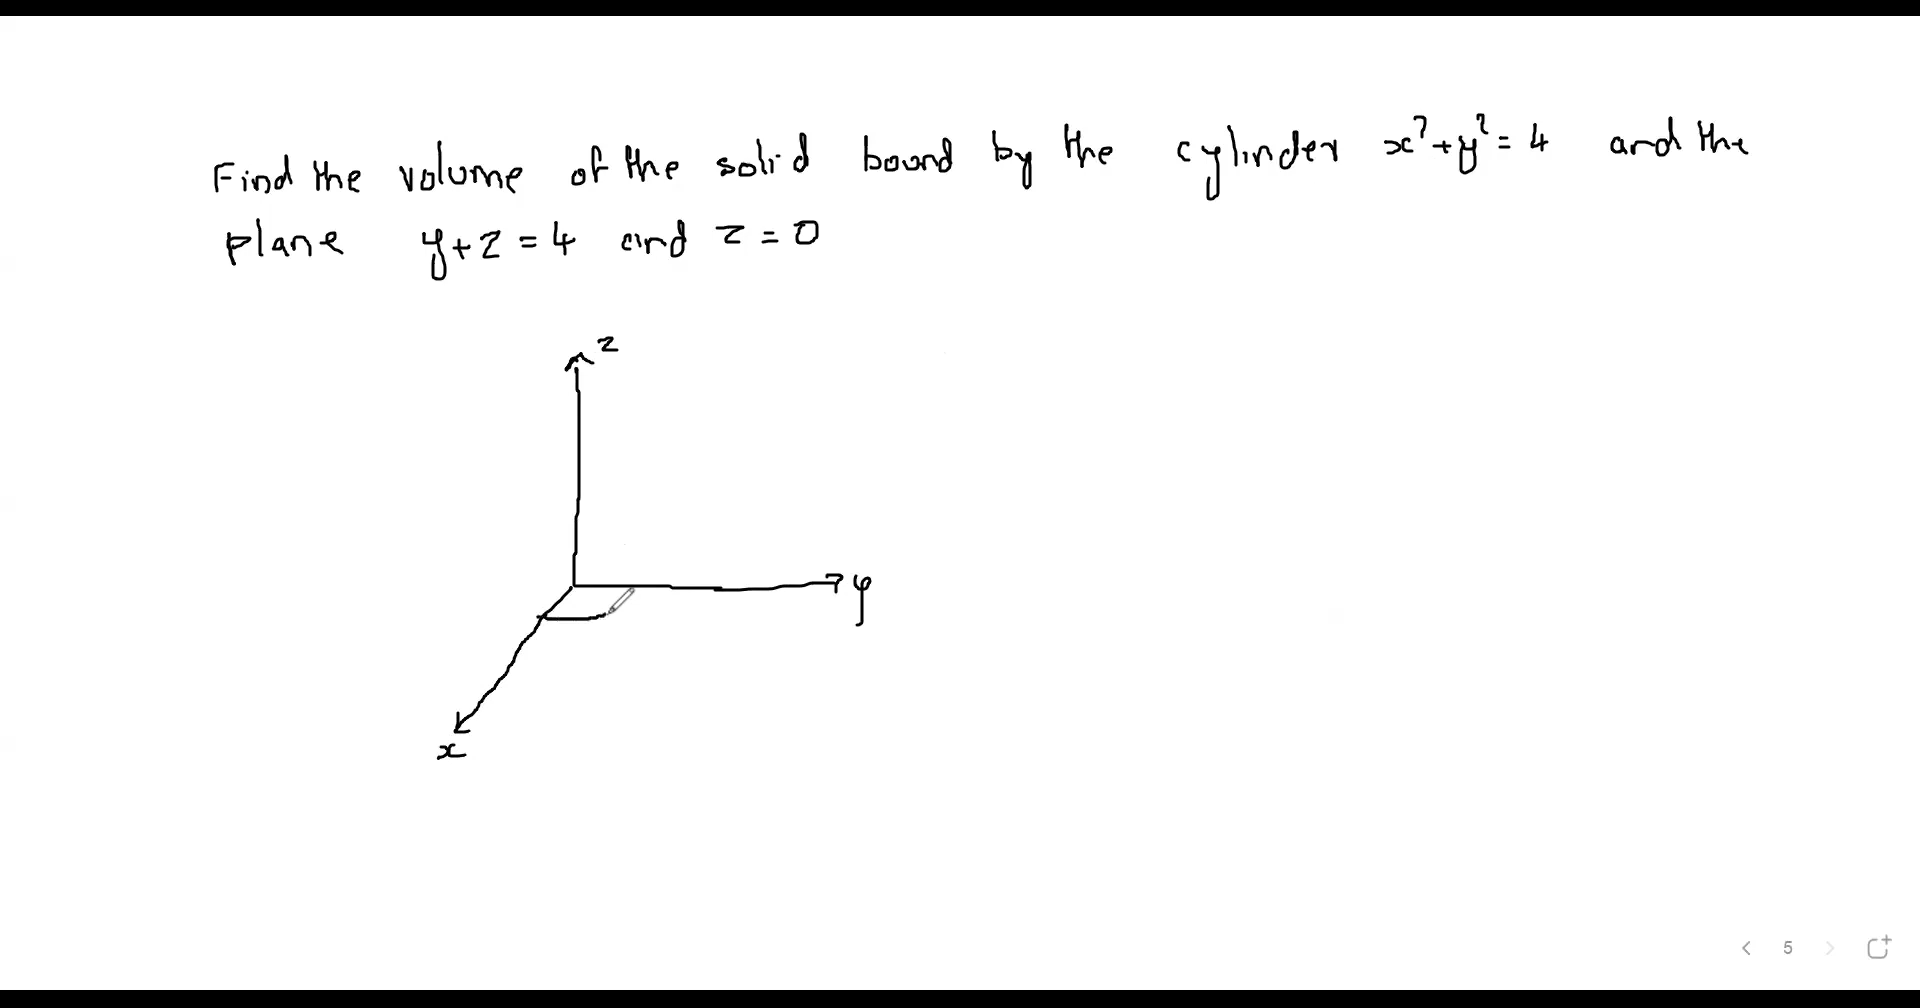 Find the volume of the solid bound by the cylinder x² + y² = 4 and the
plane y + z = 4 and z = 0
z
y
x
5